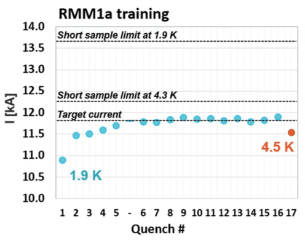 RMM1a training
14.0
Short sample limit at 1.9 K
13.5
13.0
12.5
Short sample limit at 4.3 K
Target current
12.0
11.5
11.0
10.5
10.0
I [kA]
4.5 K
1.9 K
1 2 3 4 5 - 6 7 8 9 10 11 12 13 14 15 16 17
Quench #